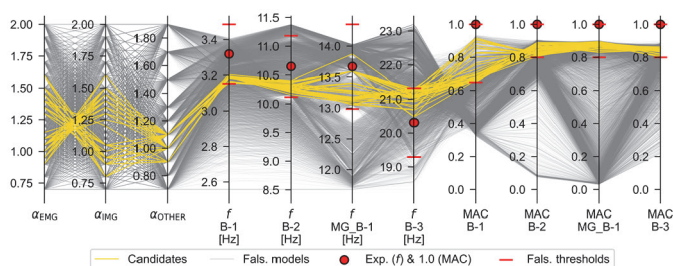 2.00 2.00 11.5 23.1 1.0 1.0 1.0 1.0
3.4 11.0 14.0 22.0
1.75 1.75 1.80
1.50 1.50 1.60 3.2 10.5 13.5 0.8 0.8 0.8 0.8
1.40 10.0 21.0
1.25 1.25 1.20 3.0 13.0 0.6 0.6 0.6 0.6
9.5 20.0
1.00 1.00 1.00 2.8 0.4 0.4 0.4 0.4
9.0 12.5 19.0
0.75 0.75 0.80 2.6 8.5 12.0 0.2 0.2 0.2 0.2
0.0 0.0 0.0 0.0
αEMG αIMG αOTHER f f f f MAC MAC MAC MAC
B-1 B-2 MG_B-1 B-3 B-1 B-2 MG_B-1 B-3
[Hz] [Hz] [Hz] [Hz]
Candidates Fals. models Exp. (f) & 1.0 (MAC) Fals. thresholds